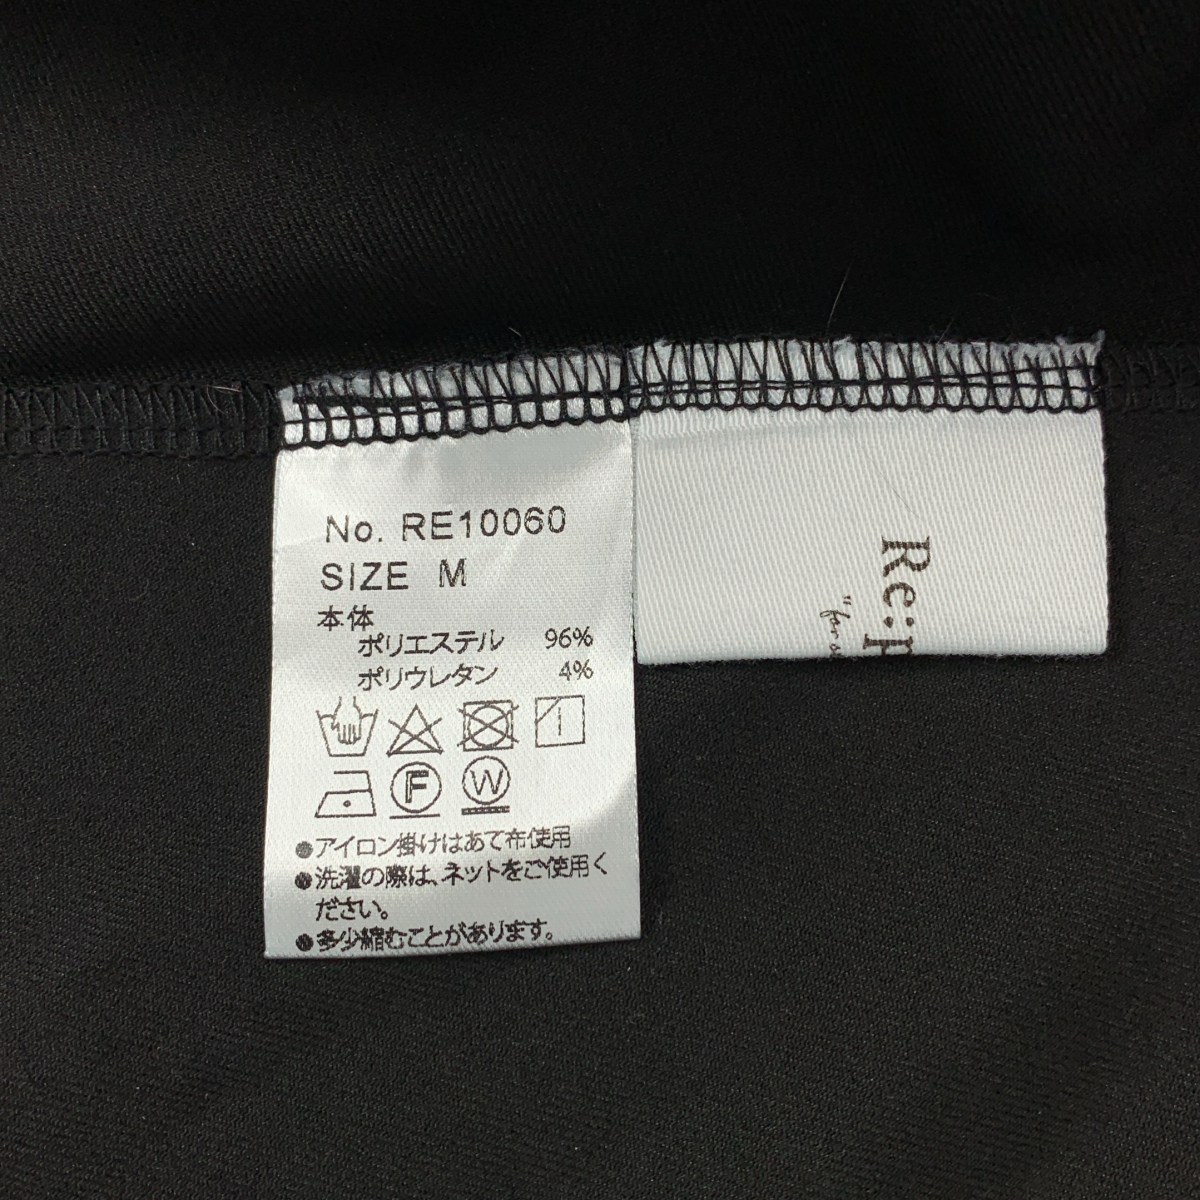 No. RE10060
SIZE M
本体
ポリエステル 96%
ポリウレタン 4%
F W
●アイロン掛けはあて布使用
●洗濯の際は、ネットをご使用く
ださい。
●多少縮むことがあります。
Re:
"for